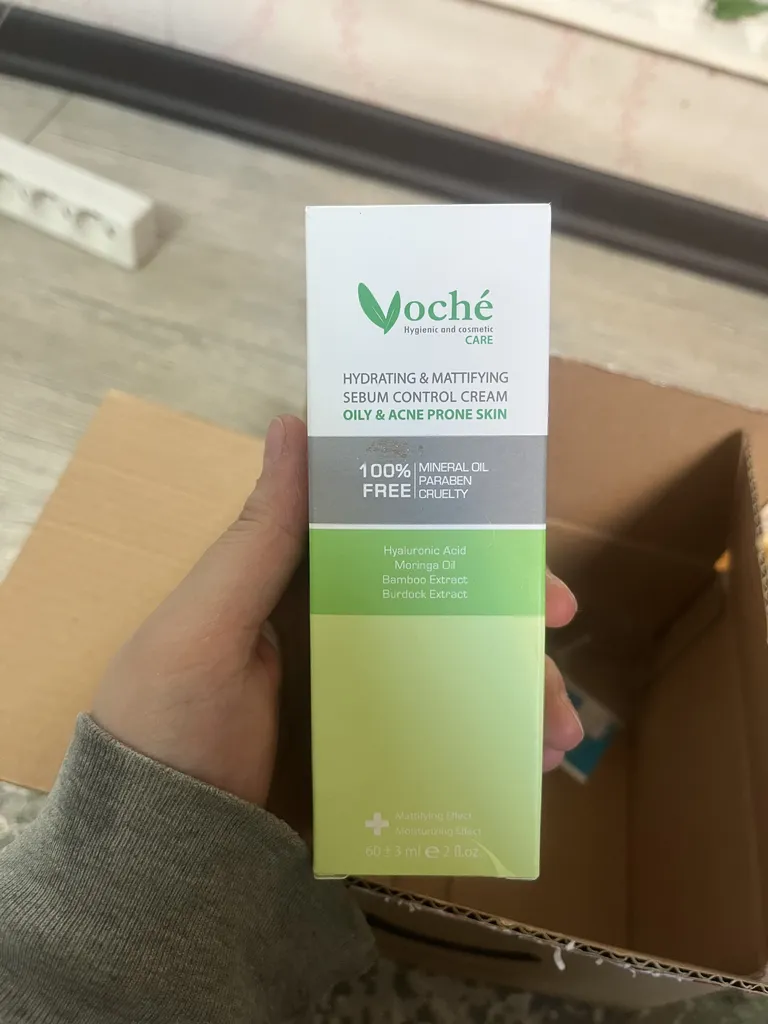 Voché
Hygienic and cosmetic
CARE
HYDRATING & MATTIFYING
SEBUM CONTROL CREAM
OILY & ACNE PRONE SKIN
100% FREE
MINERAL OIL
PARABEN
CRUELTY
Hyaluronic Acid
Moringa Oil
Bamboo Extract
Burdock Extract
Mattifying Effect
Moisturizing Effect
60 ± 3 ml ℮ 2 fl.oz